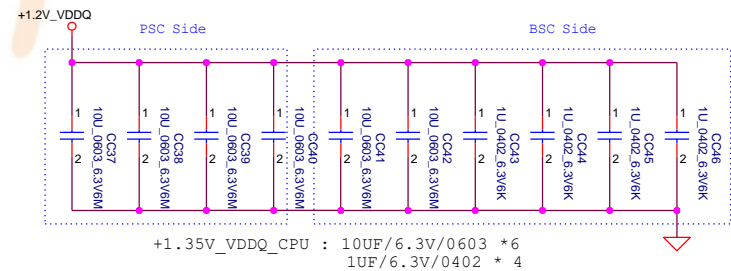 +1.2V_VDDQ
PSC Side
BSC Side
1
2
CC37
10U_0603_6.3V6M
1
2
CC38
10U_0603_6.3V6M
1
2
CC39
10U_0603_6.3V6M
1
2
CC40
10U_0603_6.3V6M
1
2
CC41
10U_0603_6.3V6M
1
2
CC42
10U_0603_6.3V6M
1
2
CC43
1U_0402_6.3V6K
1
2
CC44
1U_0402_6.3V6K
1
2
CC45
1U_0402_6.3V6K
1
2
CC46
1U_0402_6.3V6K
+1.35V_VDDQ_CPU : 10UF/6.3V/0603 *6
1UF/6.3V/0402 * 4